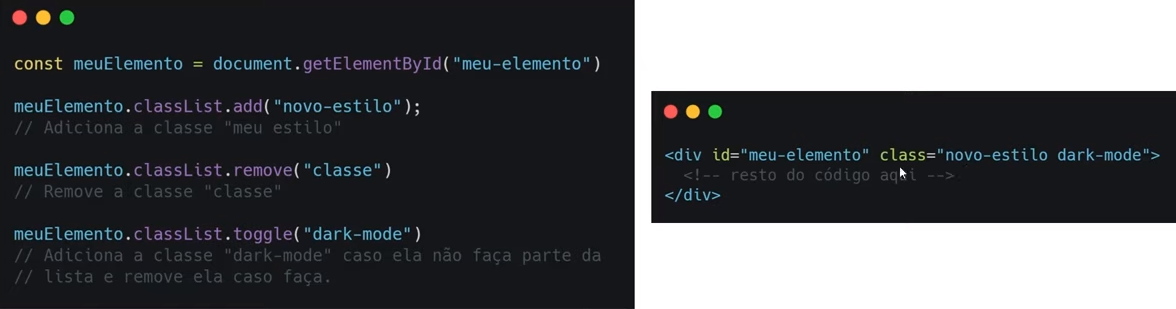 const meuElemento = document.getElementById("meu-elemento")
meuElemento.classList.add("novo-estilo");
// Adiciona a classe "meu estilo"
meuElemento.classList.remove("classe")
// Remove a classe "classe"
meuElemento.classList.toggle("dark-mode")
// Adiciona a classe "dark-mode" caso ela não faça parte da
// lista e remove ela caso faça.
<div id="meu-elemento" class="novo-estilo dark-mode">
<!-- resto do código aqui -->
</div>